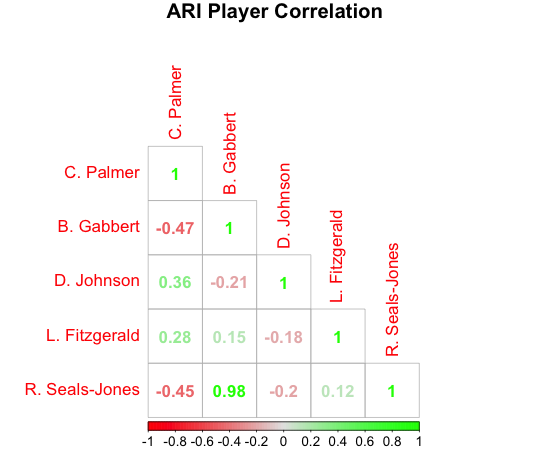 ARI Player Correlation
C. Palmer
B. Gabbert
D. Johnson
L. Fitzgerald
R. Seals-Jones
C. Palmer 1
B. Gabbert -0.47 1
D. Johnson 0.36 -0.21 1
L. Fitzgerald 0.28 0.15 -0.18 1
R. Seals-Jones -0.45 0.98 -0.2 0.12 1
-1 -0.8 -0.6 -0.4 -0.2 0 0.2 0.4 0.6 0.8 1